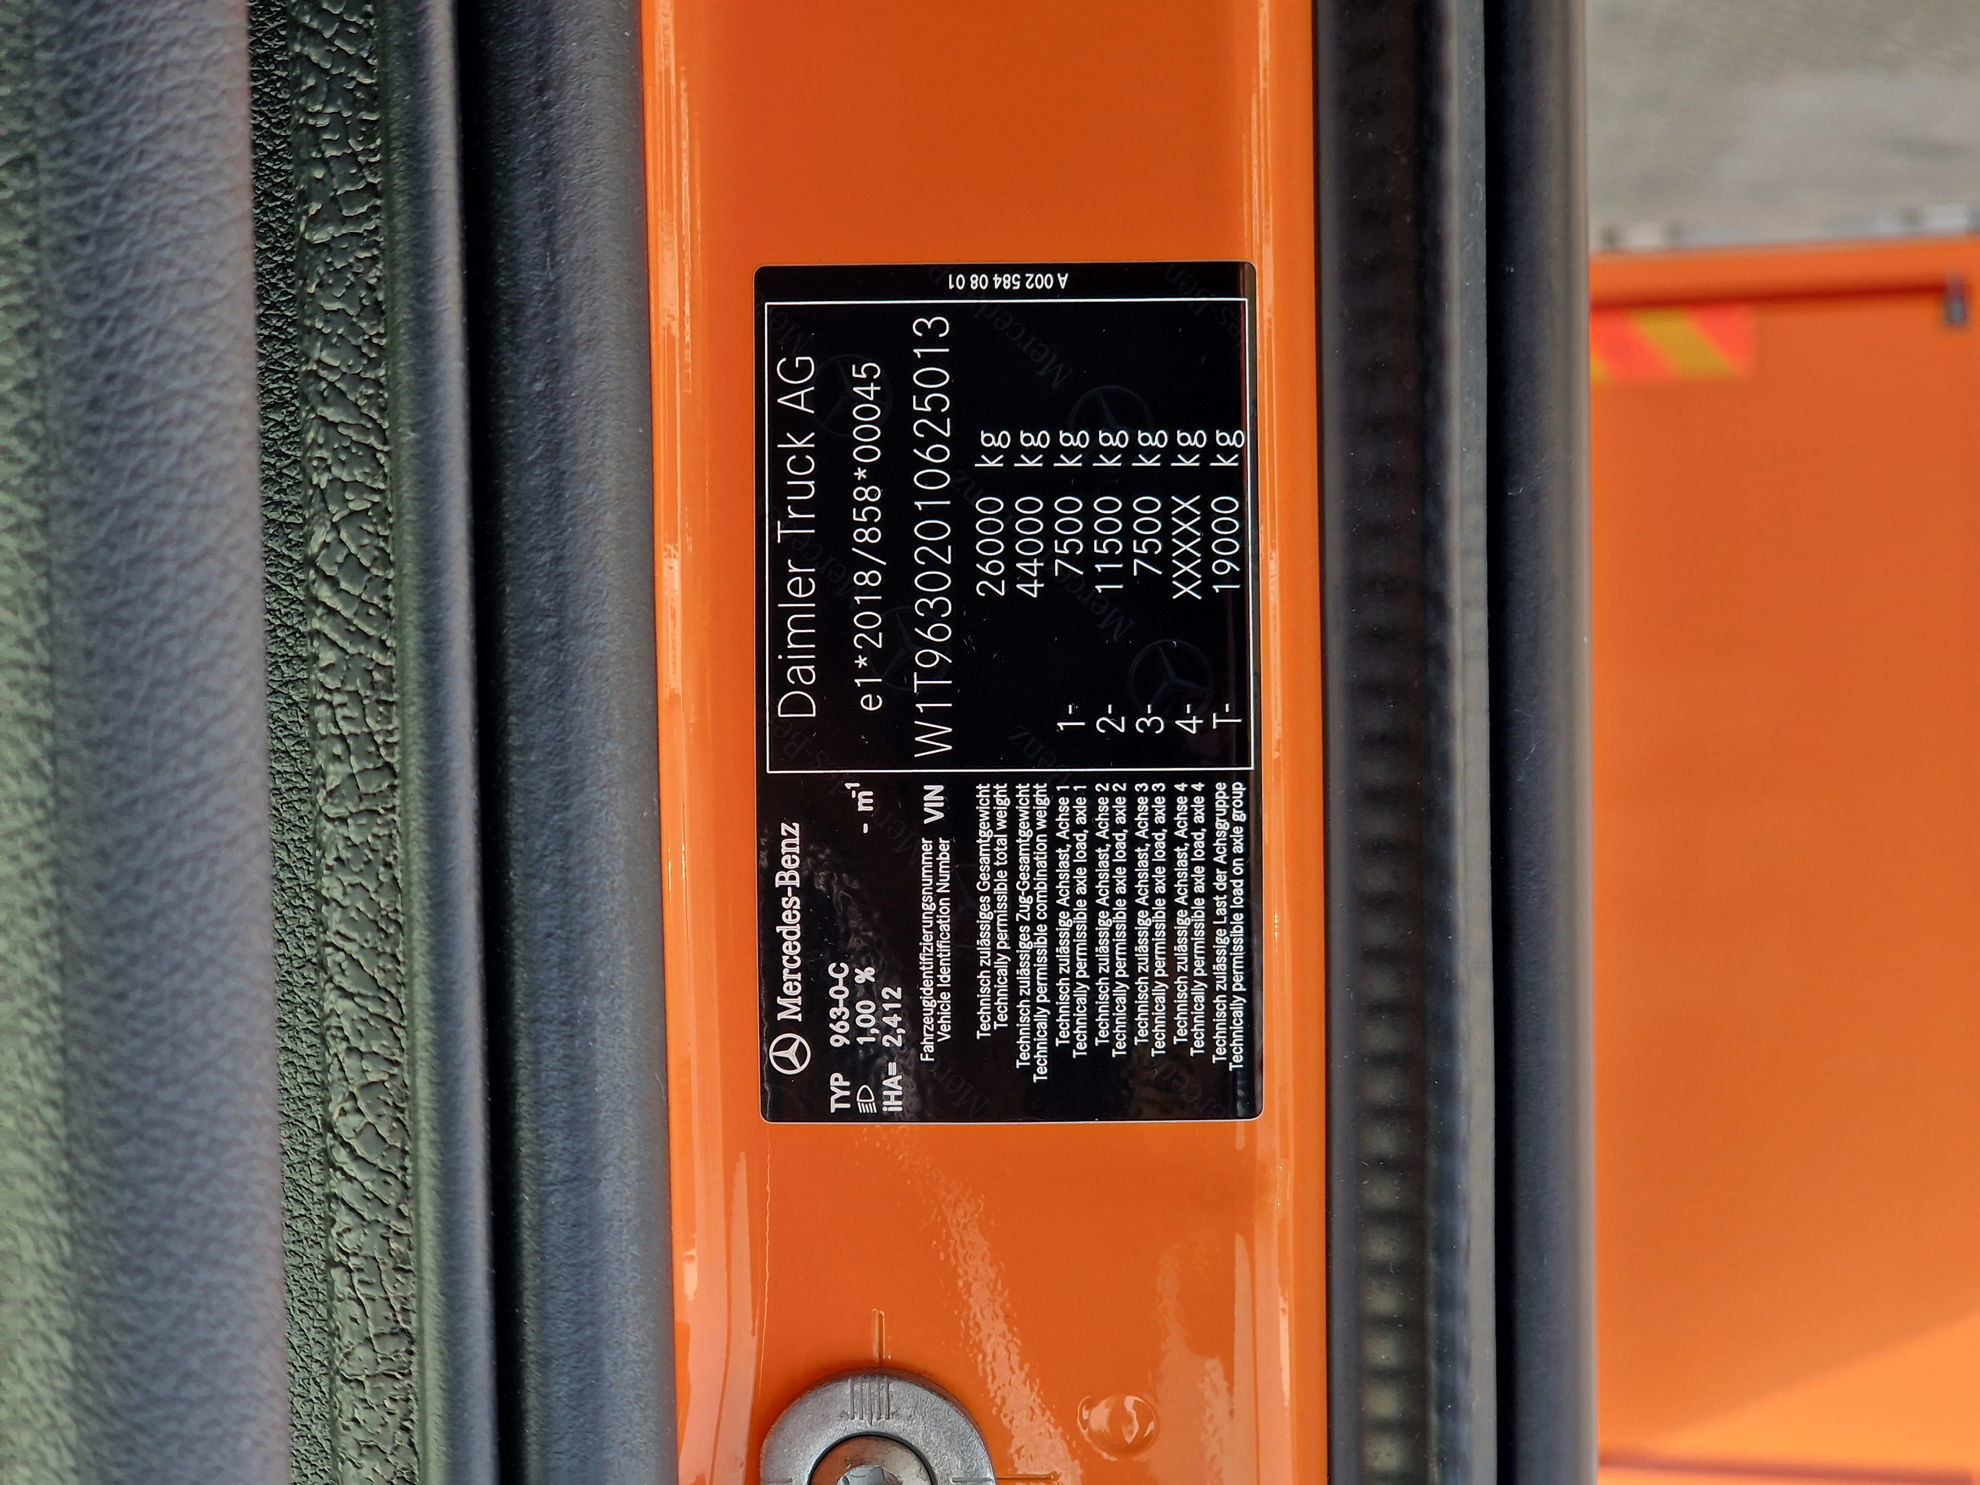 Mercedes-Benz
Daimler Truck AG
TYP 963-0-C
1,00 % - m-1
e1*2018/858*00045
iHA= 2,412
Fahrzeugidentifizierungsnummer
Vehicle Identification Number VIN
W1T96302010625013
Technisch zulässiges Gesamtgewicht
Technically permissible total weight
26000 kg
Technisch zulässiges Zug-Gesamtgewicht
Technically permissible combination weight
44000 kg
Technisch zulässige Achslast, Achse 1
Technically permissible axle load, axle 1
1- 7500 kg
Technisch zulässige Achslast, Achse 2
Technically permissible axle load, axle 2
2- 11500 kg
Technisch zulässige Achslast, Achse 3
Technically permissible axle load, axle 3
3- 7500 kg
Technisch zulässige Achslast, Achse 4
Technically permissible axle load, axle 4
4- XXXXX kg
Technisch zulässige Last der Achsgruppe
Technically permissible load on axle group
T- 19000 kg
A 002 584 08 01